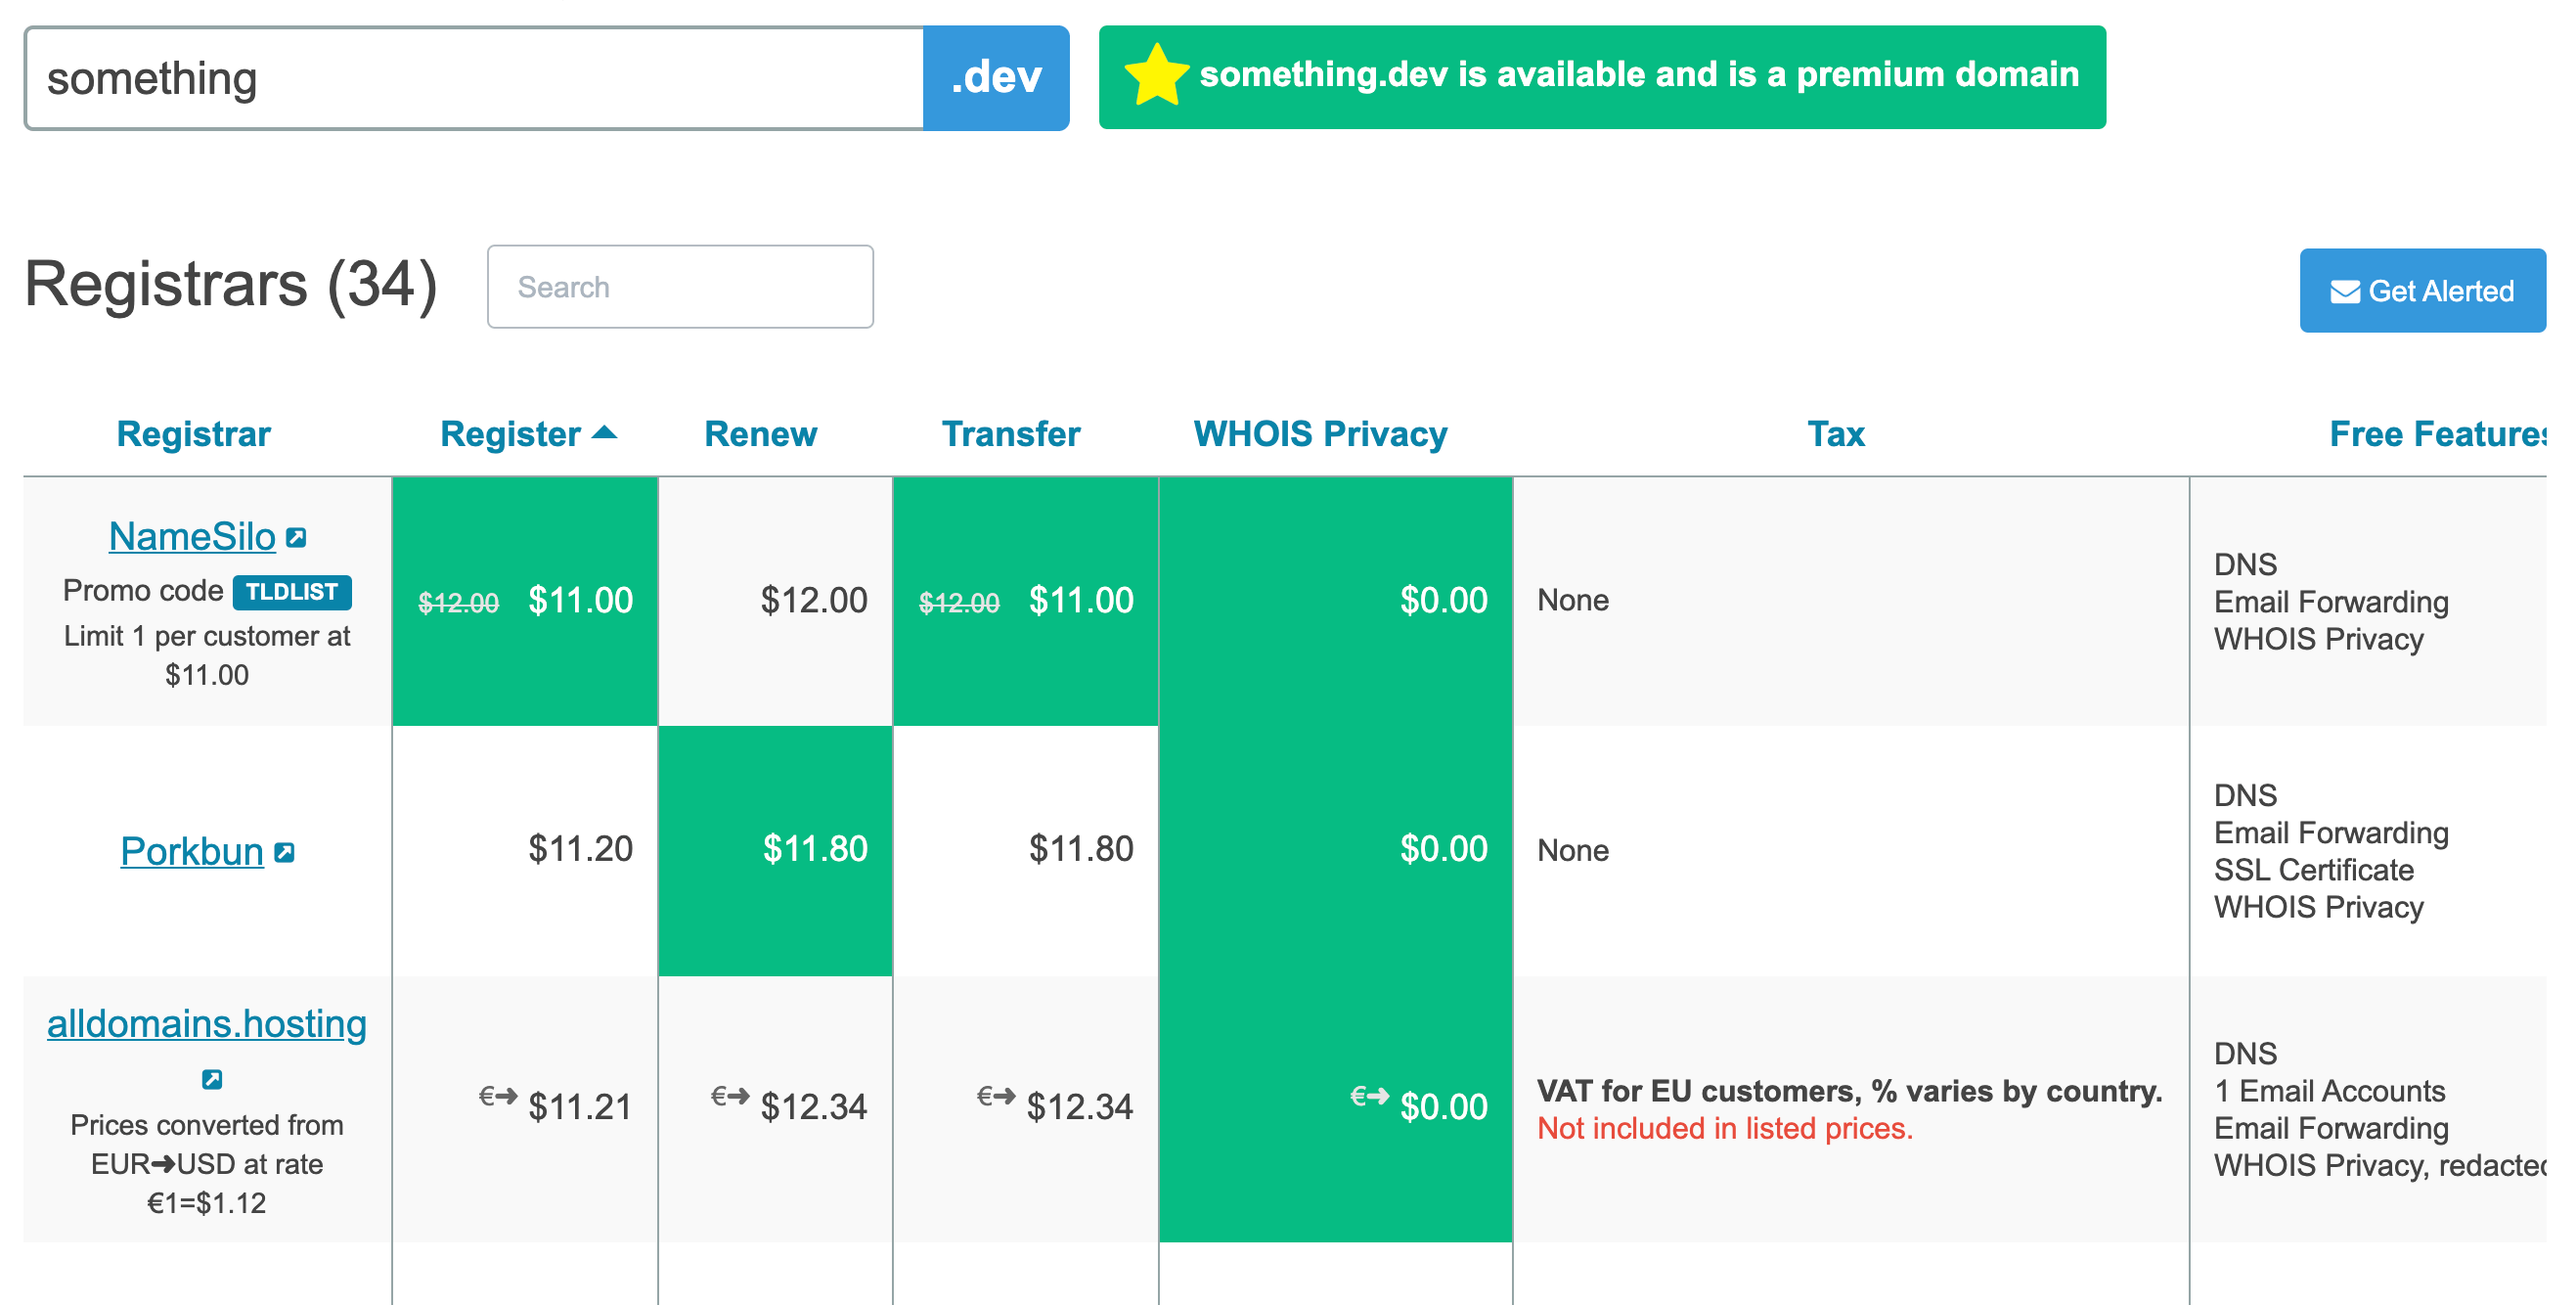 something
.dev
something.dev is available and is a premium domain
Registrars (34)
Search
Get Alerted
Registrar Register Renew Transfer WHOIS Privacy Tax Free Features
NameSilo
Promo code TLDLIST
Limit 1 per customer at
$11.00
$12.00 $11.00
$12.00
$12.00 $11.00
$0.00
None
DNS
Email Forwarding
WHOIS Privacy
Porkbun
$11.20
$11.80
$11.80
$0.00
None
DNS
Email Forwarding
SSL Certificate
WHOIS Privacy
alldomains.hosting
Prices converted from
EUR➜USD at rate
€1=$1.12
€➜ $11.21
€➜ $12.34
€➜ $12.34
€➜ $0.00
VAT for EU customers, % varies by country.
Not included in listed prices.
DNS
1 Email Accounts
Email Forwarding
WHOIS Privacy, redacted